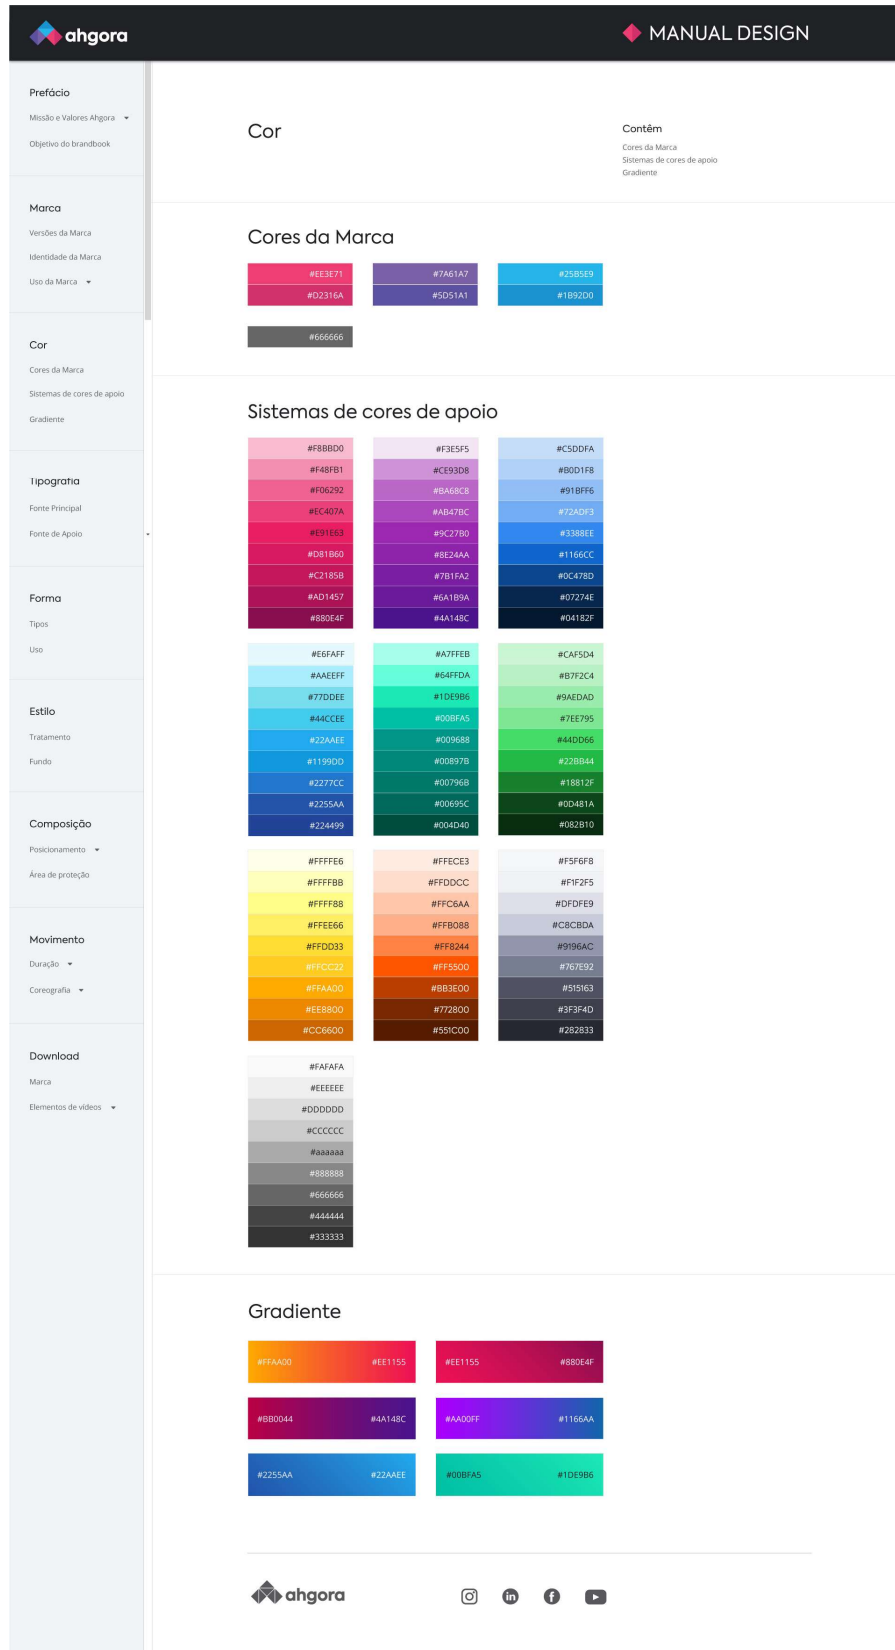 ahgora
MANUAL DESIGN
Prefácio
Missão e Valores Ahgora
Objetivo do brandbook
Marca
Versões da Marca
Identidade da Marca
Uso da Marca
Cor
Cores da Marca
Sistemas de cores de apoio
Gradiente
Tipografia
Fonte Principal
Fonte de Apoio
Forma
Tipos
Uso
Estilo
Tratamento
Fundo
Composição
Posicionamento
Área de proteção
Movimento
Duração
Coreografia
Download
Marca
Elementos de vídeos
Cor
Contêm
Cores da Marca
Sistemas de cores de apoio
Gradiente
Cores da Marca
#EE3E71 #7A61A7 #25B5E9
#D2316A #5D51A1 #1B92D0
#666666
Sistemas de cores de apoio
#F8BBD0 #F3E5F5 #C5DDFA
#F48FB1 #CE93D8 #B0D1F8
#F06292 #BA68C8 #91BFF6
#EC407A #AB47BC #72ADF3
#E91E63 #9C27B0 #3388EE
#D81B60 #8E24AA #1166CC
#C2185B #7B1FA2 #0C478D
#AD1457 #6A1B9A #07274E
#880E4F #4A148C #04182F
#E6FAFF #A7FFEB #CAF5D4
#AAEEFF #64FFDA #B7F2C4
#77DDEE #1DE9B6 #9AEDAD
#44CCEE #00BFA5 #7EE795
#22AAEE #009688 #44DD66
#1199DD #00897B #22BB44
#2277CC #00796B #18812F
#2255AA #00695C #0D481A
#224499 #004D40 #082B10
#FFFFE6 #FFECE3 #F5F6F8
#FFFFBB #FFDDCC #F1F2F5
#FFFF88 #FFC6AA #DFDFE9
#FFEE66 #FFB088 #C8CBDA
#FFDD33 #FF8244 #9196AC
#FFCC22 #FF5500 #767E92
#FFAA00 #BB3E00 #515163
#EE8800 #772800 #3F3F4D
#CC6600 #551C00 #282833
#FAFAFA
#EEEEEE
#DDDDDD
#CCCCCC
#aaaaaa
#888888
#666666
#444444
#333333
Gradiente
#FFAA00 #EE1155 #EE1155 #880E4F
#BB0044 #4A148C #AA00FF #1166AA
#2255AA #22AAEE #00BFA5 #1DE9B6
ahgora